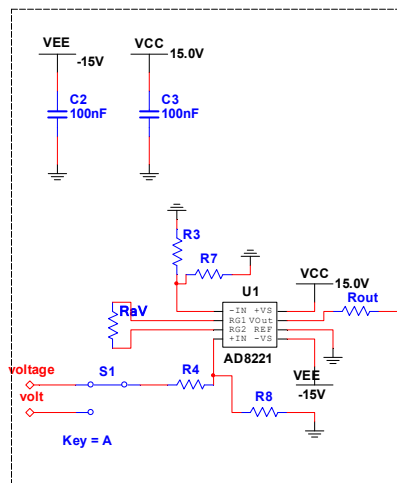 VEE
-15V
C2
100nF
VCC
15.0V
C3
100nF
R3
R7
U1
VCC
15.0V
Rout
RaV
-IN +VS
RG1 VOut
RG2 REF
+IN -VS
AD8221
VEE
-15V
voltage
S1
R4
volt
R8
Key = A